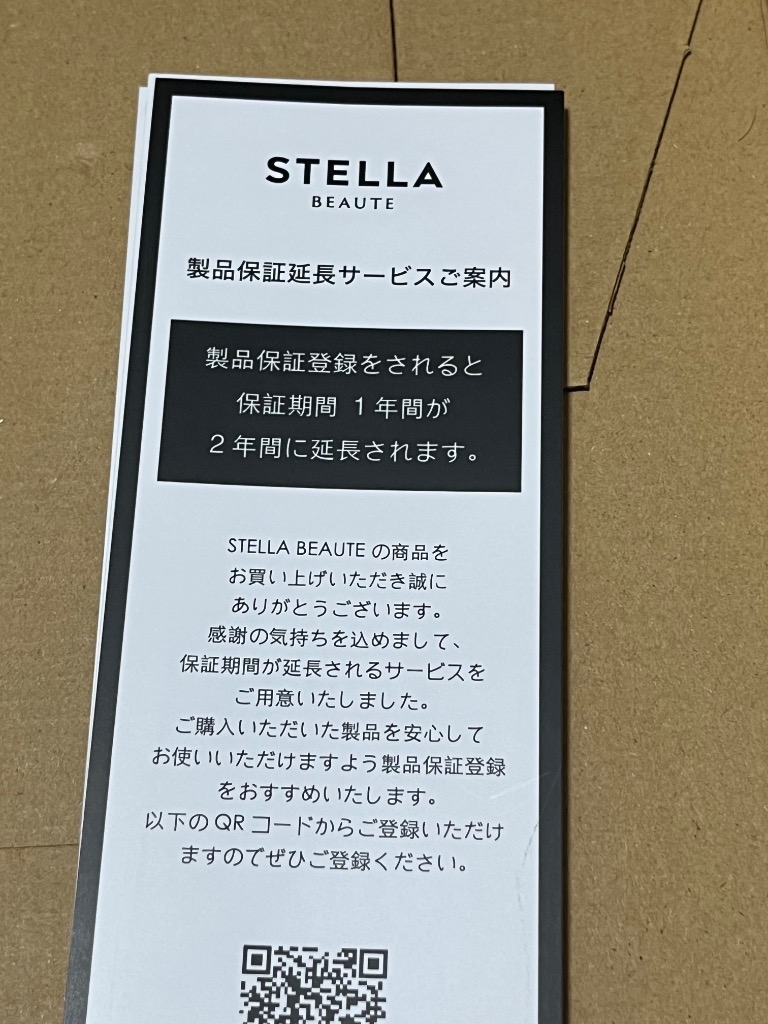 STELLA
BEAUTE
製品保証延長サービスご案内
製品保証登録をされると
保証期間 1年間が
2年間に延長されます。
STELLA BEAUTE の商品を
お買い上げいただき誠に
ありがとうございます。
感謝の気持ちを込めまして、
保証期間が延長されるサービスを
ご用意いたしました。
ご購入いただいた製品を安心して
お使いいただけますよう製品保証登録
をおすすめいたします。
以下のQRコードからご登録いただけ
ますのでぜひご登録ください。